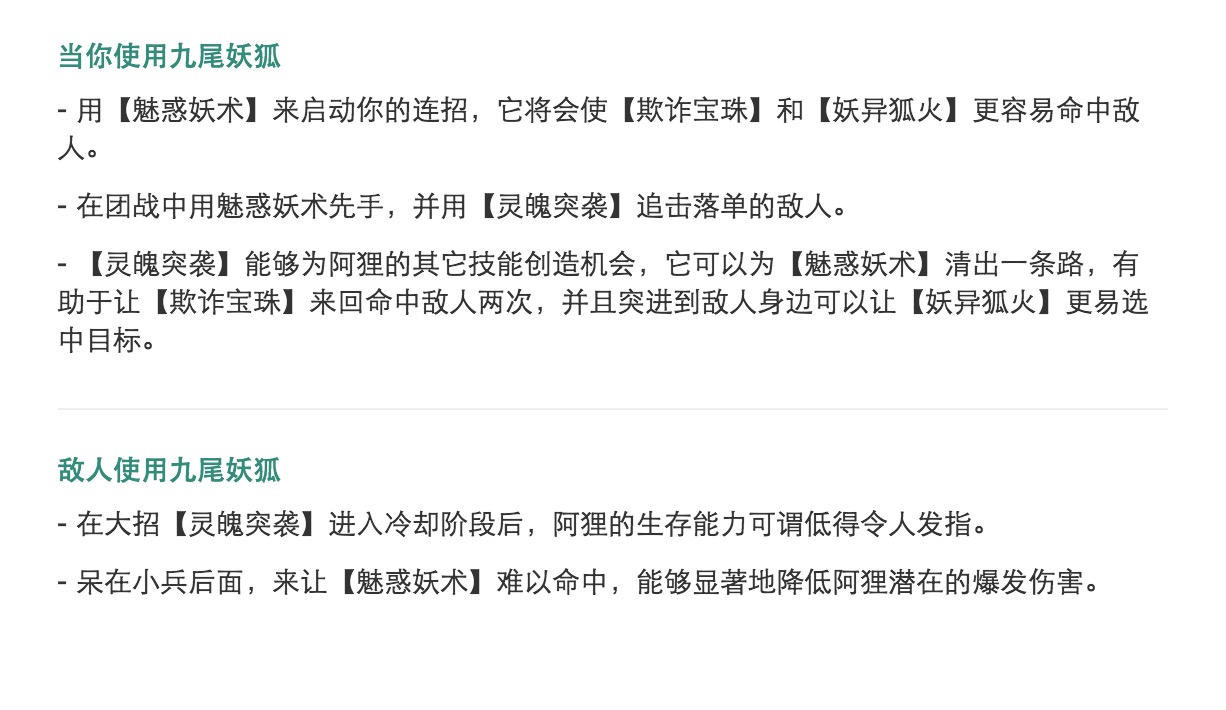 当你使用九尾妖狐
- 用【魅惑妖术】来启动你的连招，它将会使【欺诈宝珠】和【妖异狐火】更容易命中敌
人。
- 在团战中用魅惑妖术先手，并用【灵魄突袭】追击落单的敌人。
- 【灵魄突袭】能够为阿狸的其它技能创造机会，它可以为【魅惑妖术】清出一条路，有
助于让【欺诈宝珠】来回命中敌人两次，并且突进到敌人身边可以让【妖异狐火】更易选
中目标。
敌人使用九尾妖狐
- 在大招【灵魄突袭】进入冷却阶段后，阿狸的生存能力可谓低得令人发指。
- 呆在小兵后面，来让【魅惑妖术】难以命中，能够显著地降低阿狸潜在的爆发伤害。